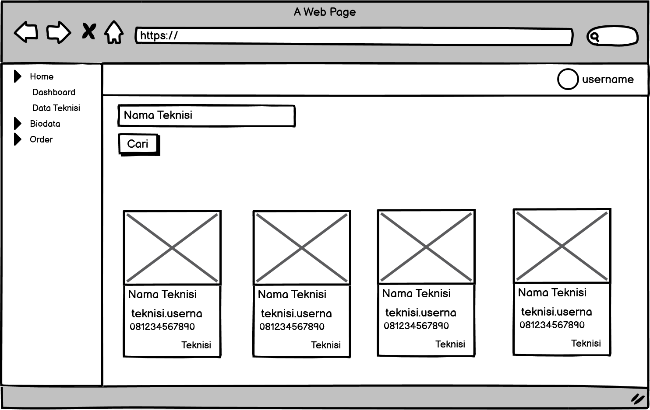 A Web Page
https://
username
Home
Dashboard
Data Teknisi
Biodata
Order
Nama Teknisi
Cari
Nama Teknisi
teknisi.userna
081234567890
Teknisi
Nama Teknisi
teknisi.userna
081234567890
Teknisi
Nama Teknisi
teknisi.userna
081234567890
Teknisi
Nama Teknisi
teknisi.userna
081234567890
Teknisi